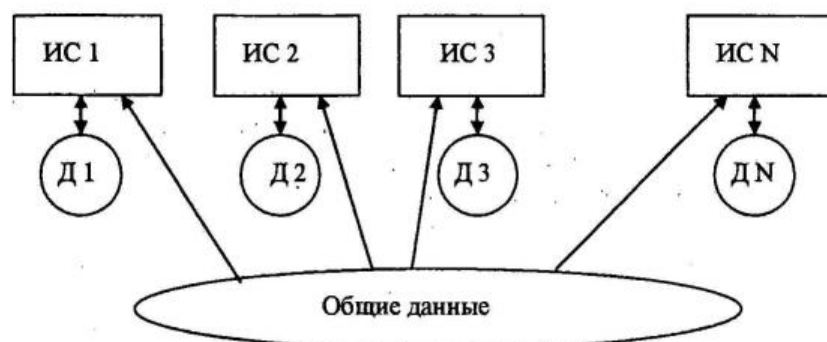 ИС 1 ИС 2 ИС 3 ИС N
Д 1 Д 2 Д 3 Д N
Общие данные